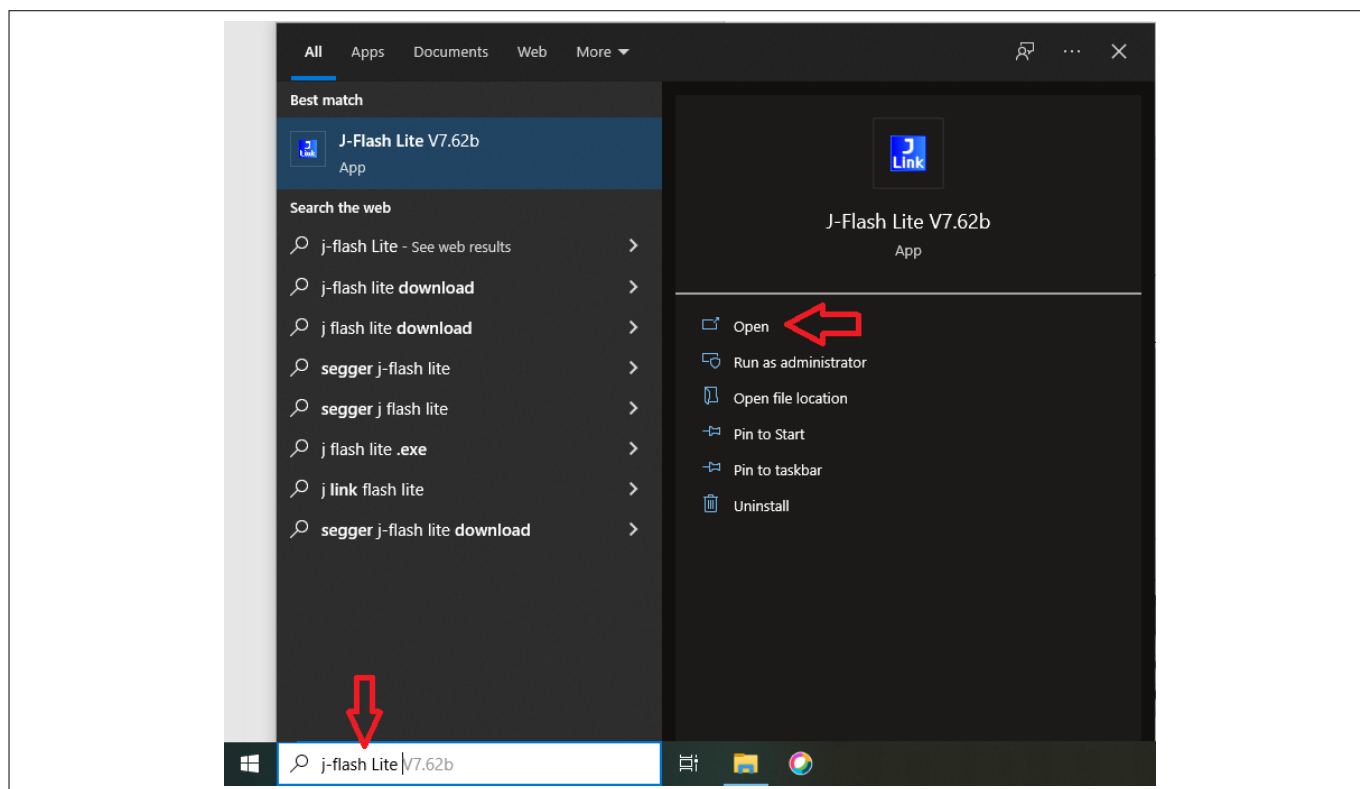 All Apps Documents Web More
Best match
J-Flash Lite V7.62b
App
Search the web
j-flash Lite - See web results
j-flash lite download
j flash lite download
segger j-flash lite
segger j flash lite
j flash lite .exe
j link flash lite
segger j-flash lite download
J Link
J-Flash Lite V7.62b
App
Open
Run as administrator
Open file location
Pin to Start
Pin to taskbar
Uninstall
j-flash Lite V7.62b